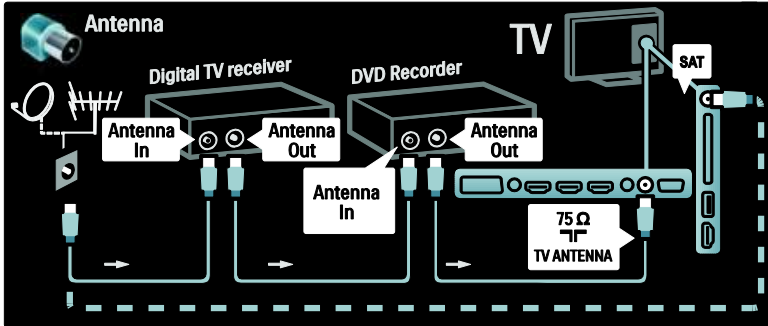 Antenna
TV
Digital TV receiver
DVD Recorder
SAT
Antenna
In
Antenna
Out
Antenna
In
Antenna
Out
75 Ω
TV ANTENNA